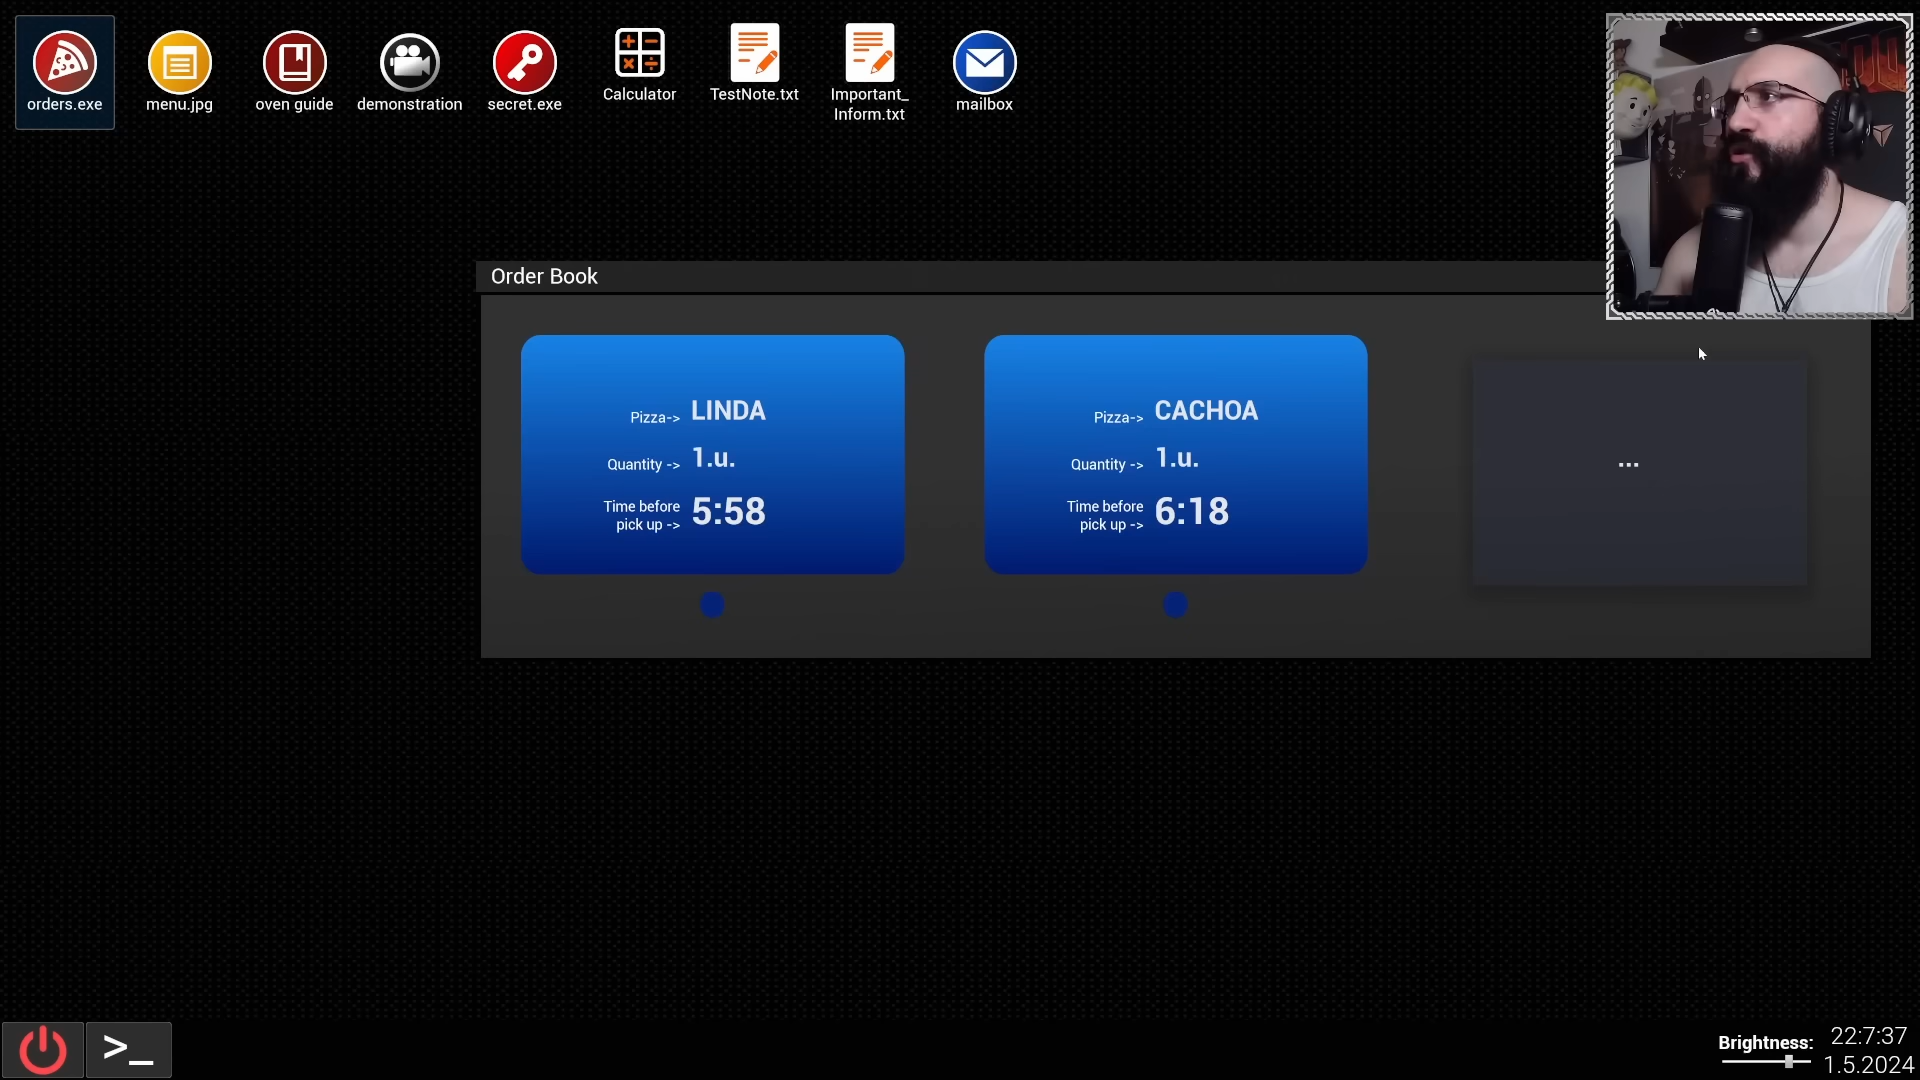 orders.exe
menu.jpg
oven guide
demonstration
secret.exe
Calculator
TestNote.txt
Important_
Inform.txt
mailbox
Order Book
Pizza-> LINDA
Quantity -> 1.u.
Time before
pick up -> 5:58
Pizza-> CACHOA
Quantity -> 1.u.
Time before
pick up -> 6:18
...
>_
Brightness:
22:7:37
1.5.2024